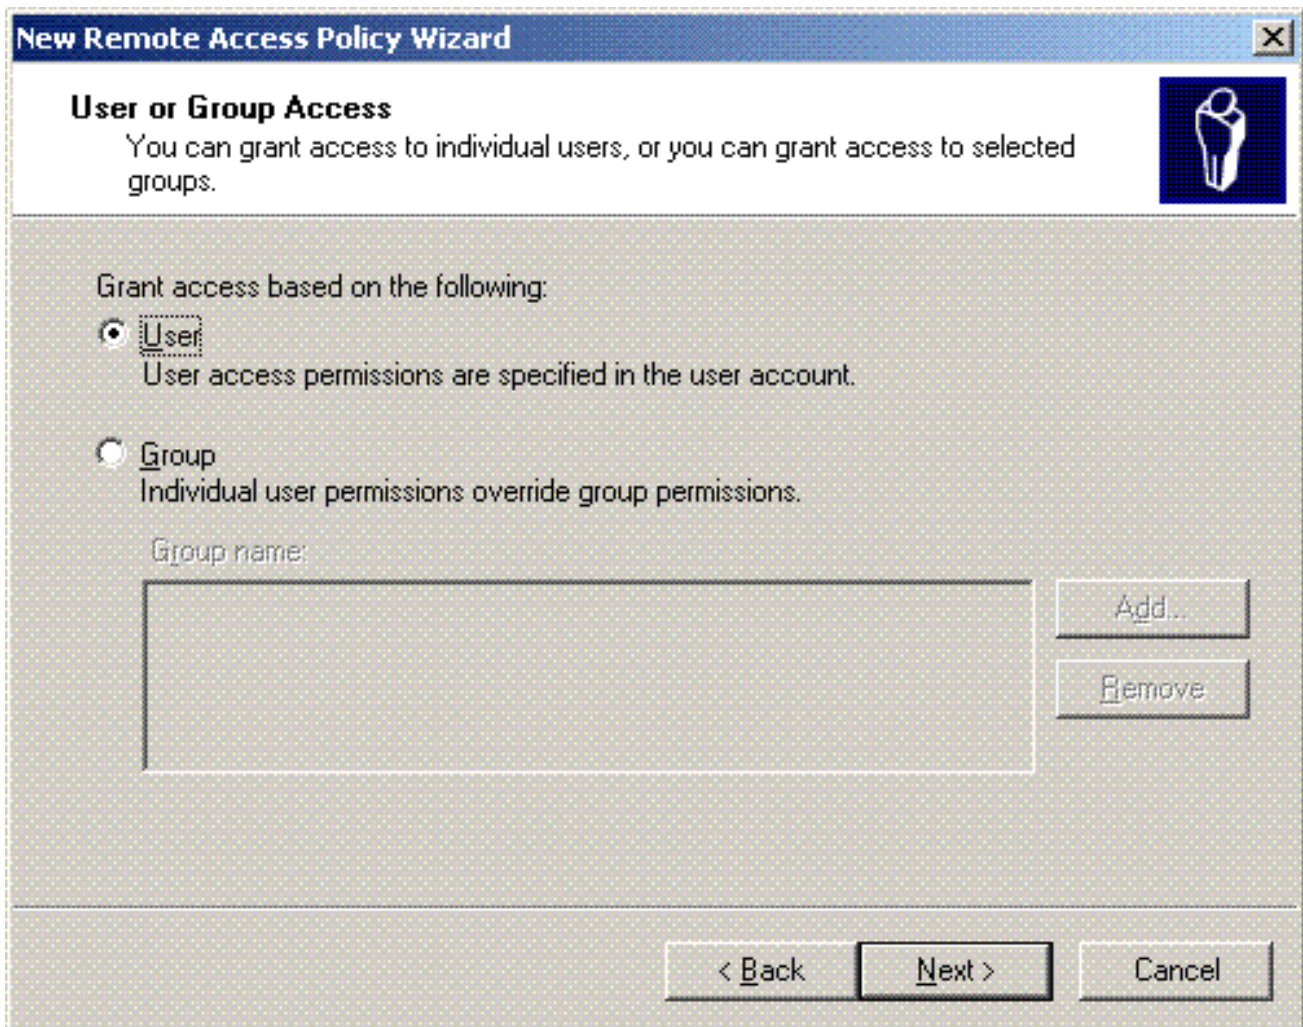 New Remote Access Policy Wizard
User or Group Access
You can grant access to individual users, or you can grant access to selected
groups.
Grant access based on the following:
User
User access permissions are specified in the user account.
Group
Individual user permissions override group permissions.
Group name:
Add...
Remove
< Back
Next >
Cancel